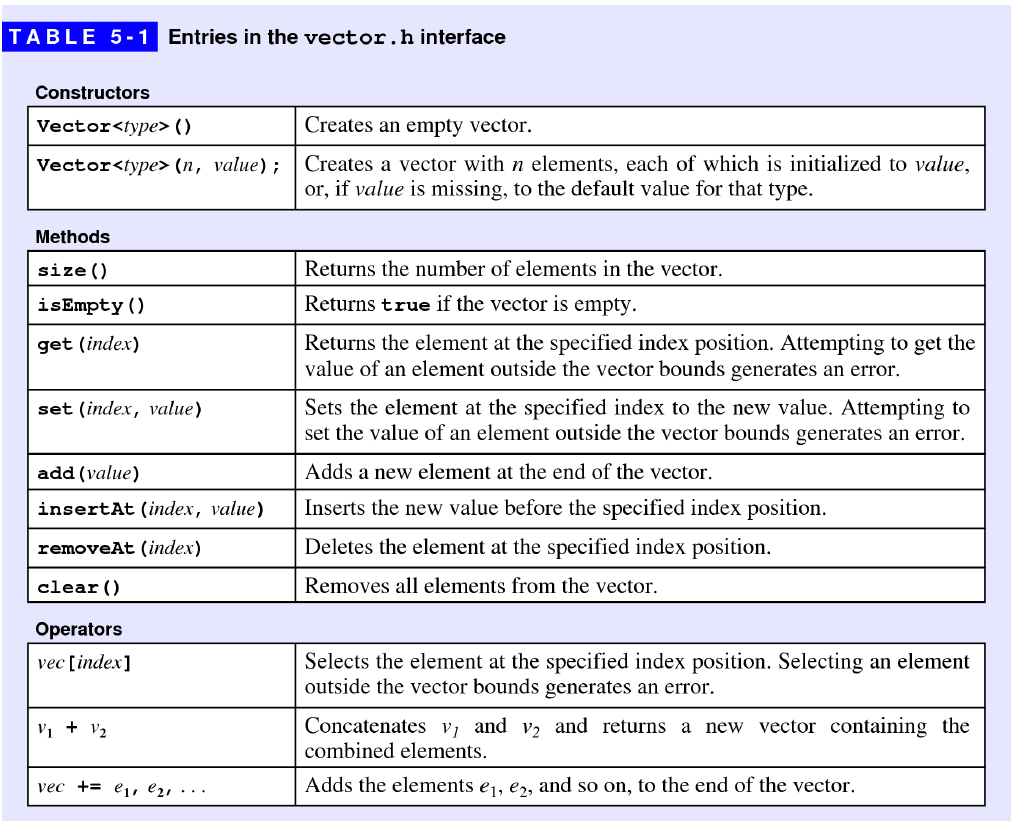 TABLE 5-1 Entries in the vector.h interface
Constructors
Vector<type>() Creates an empty vector.
Vector<type>(n, value); Creates a vector with n elements, each of which is initialized to value,
or, if value is missing, to the default value for that type.
Methods
size() Returns the number of elements in the vector.
isEmpty() Returns true if the vector is empty.
get(index) Returns the element at the specified index position. Attempting to get the
value of an element outside the vector bounds generates an error.
set(index, value) Sets the element at the specified index to the new value. Attempting to
set the value of an element outside the vector bounds generates an error.
add(value) Adds a new element at the end of the vector.
insertAt(index, value) Inserts the new value before the specified index position.
removeAt(index) Deletes the element at the specified index position.
clear() Removes all elements from the vector.
Operators
vec[index] Selects the element at the specified index position. Selecting an element
outside the vector bounds generates an error.
v₁ + v₂ Concatenates v₁ and v₂ and returns a new vector containing the
combined elements.
vec += e₁, e₂, ... Adds the elements e₁, e₂, and so on, to the end of the vector.